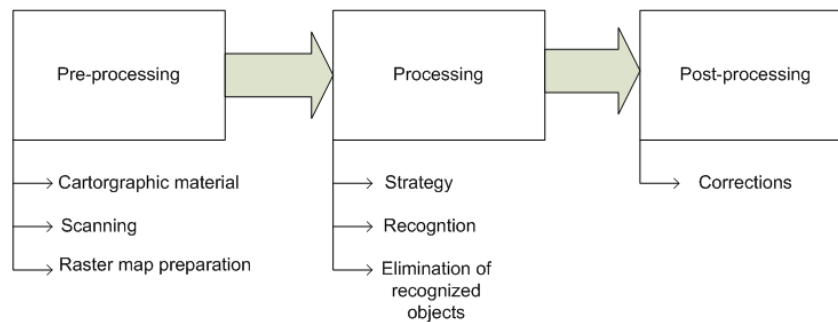 Pre-processing
Cartorgraphic material
Scanning
Raster map preparation
Processing
Strategy
Recogntion
Elimination of
recognized
objects
Post-processing
Corrections